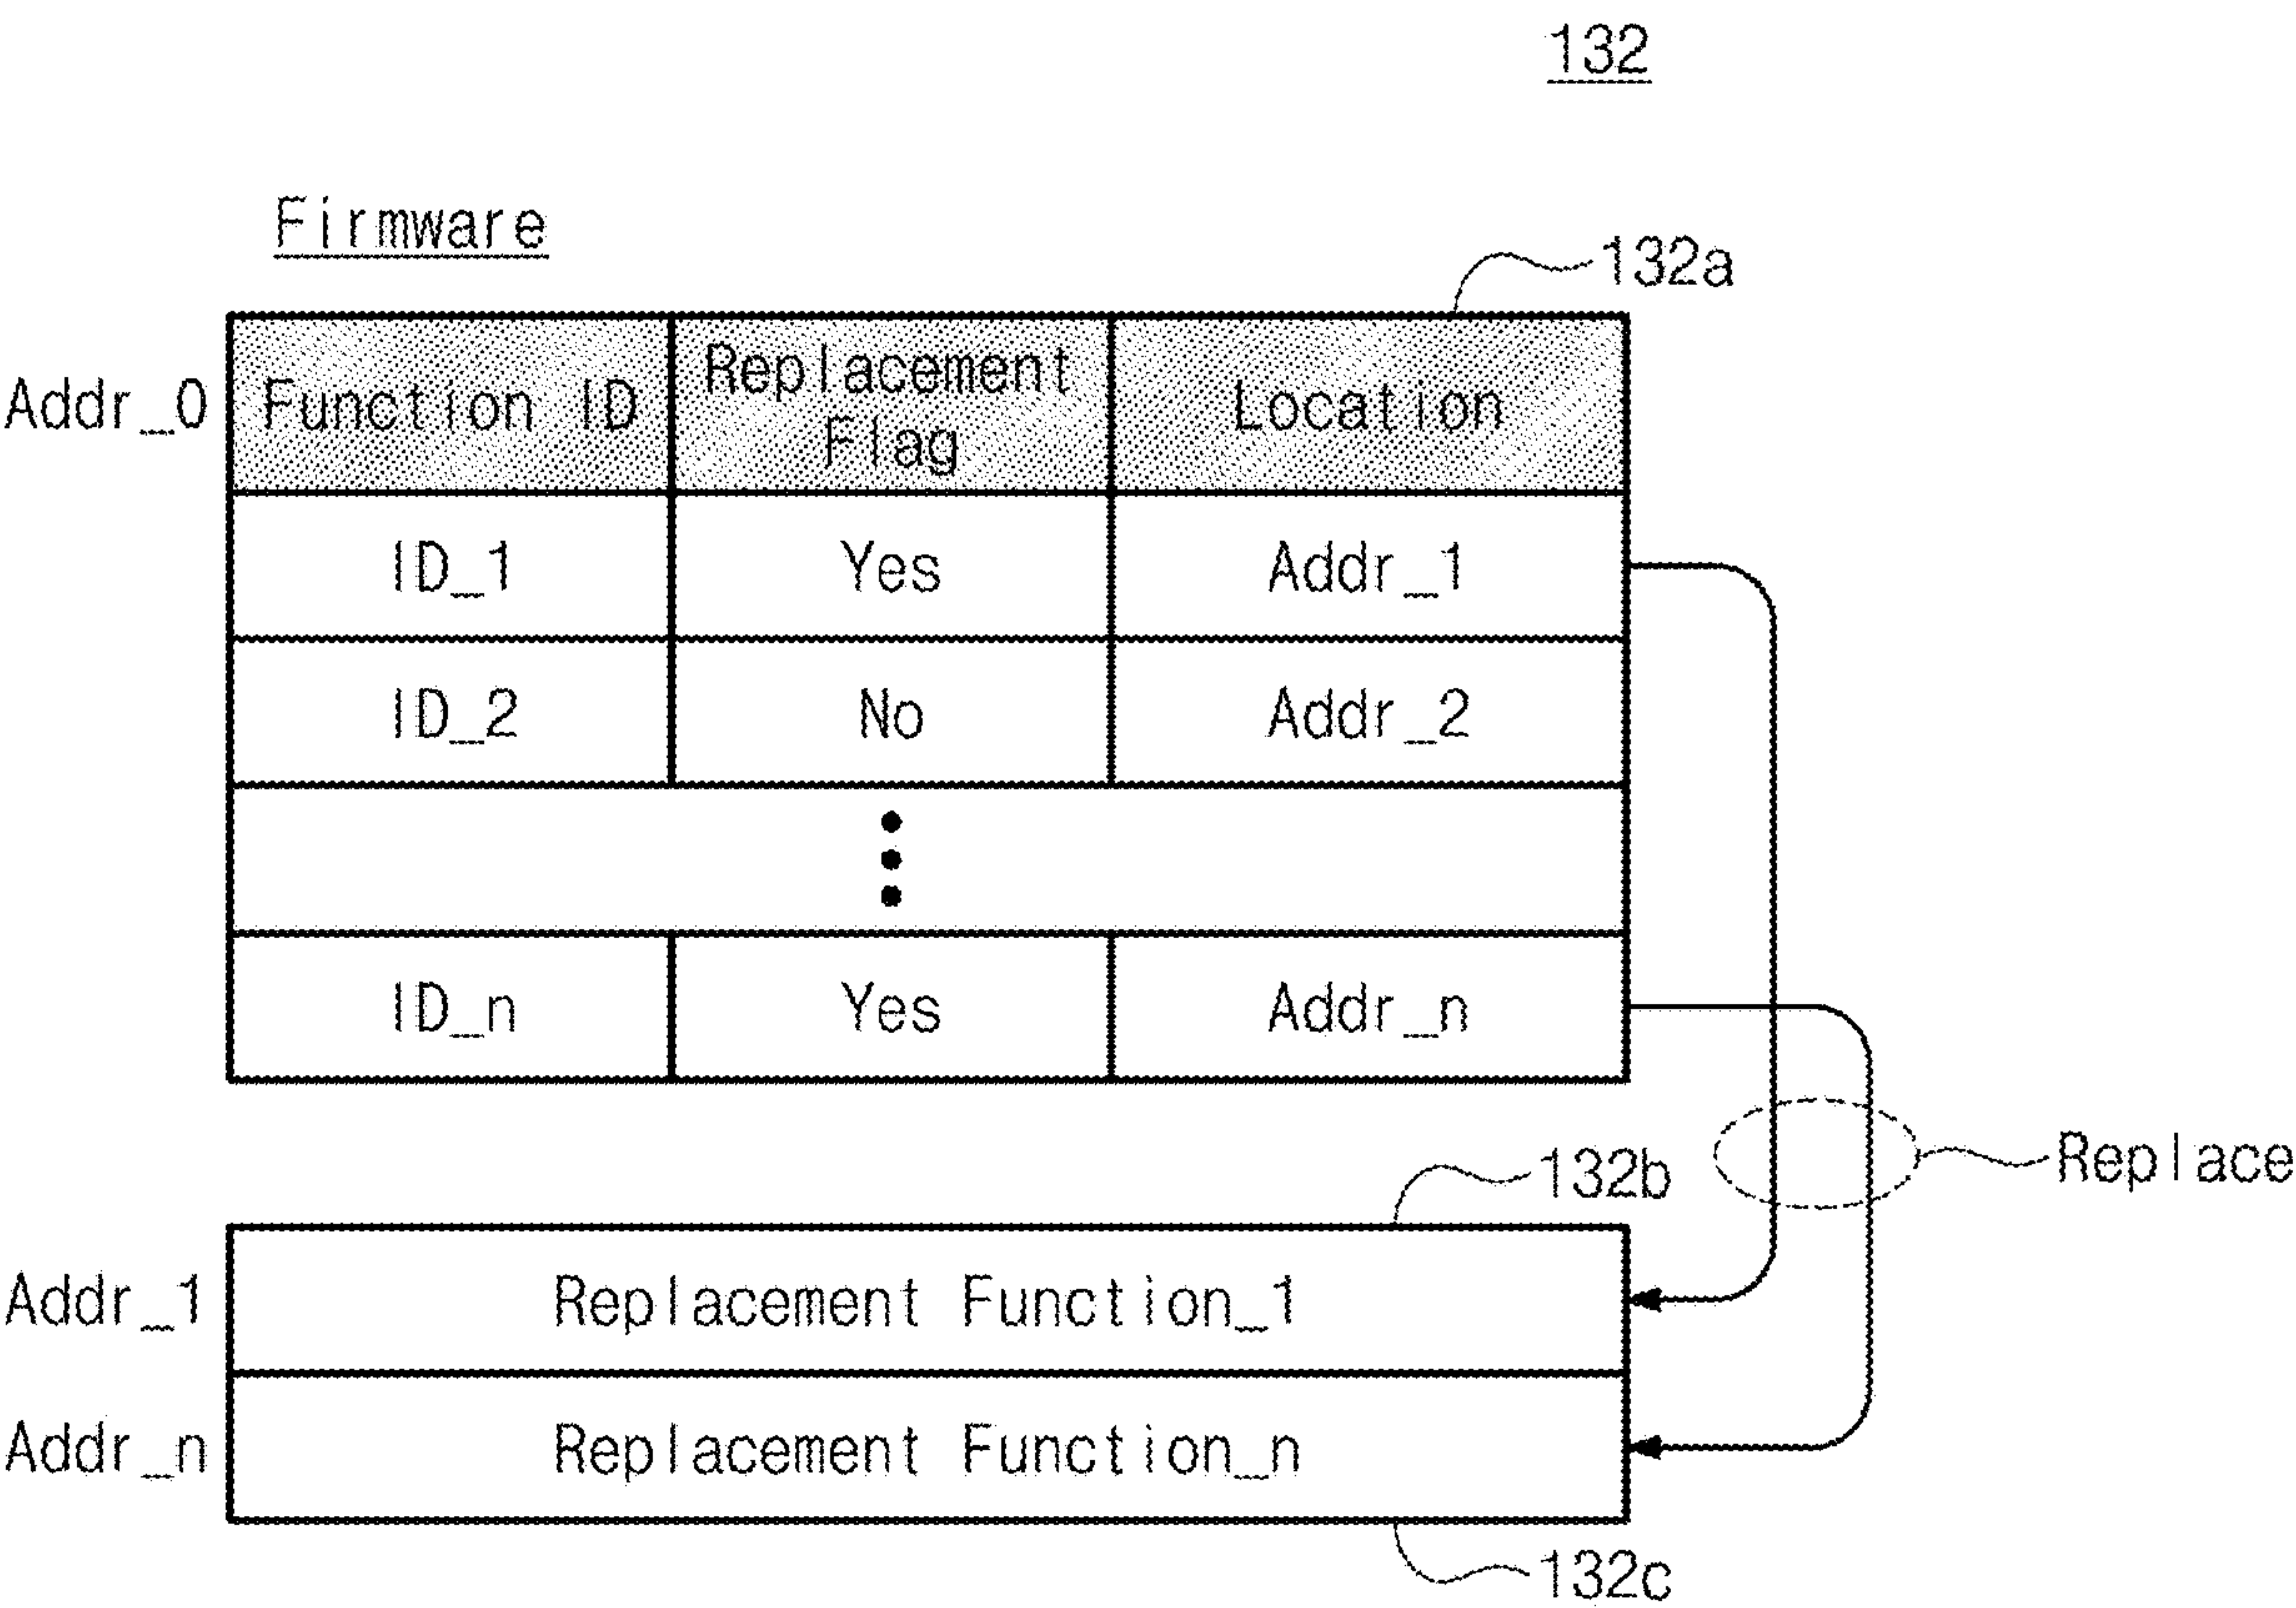 132
Firmware
132a
Addr_0
Function ID
Replacement
Flag
Location
ID_1
Yes
Addr_1
ID_2
No
Addr_2
ID_n
Yes
Addr_n
Replace
132b
Addr_1
Replacement Function_1
Addr_n
Replacement Function_n
132c